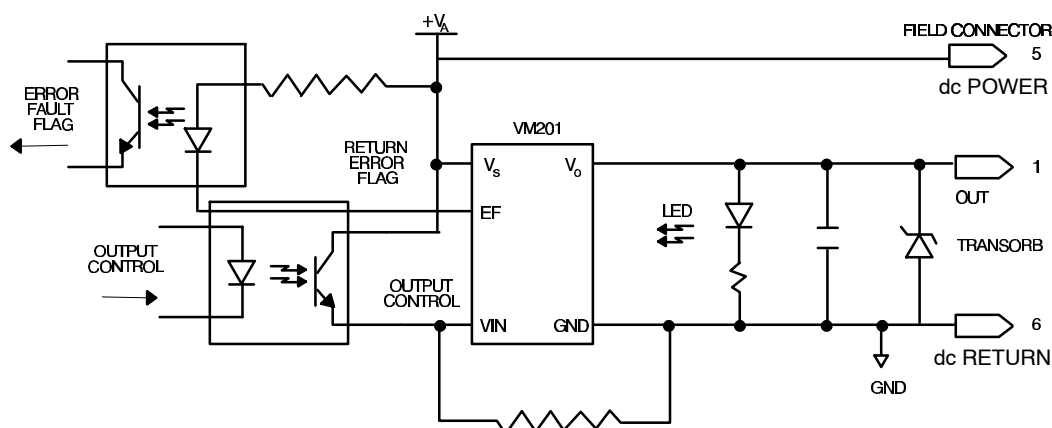 +VA
FIELD CONNECTOR
5
dc POWER
ERROR
FAULT
FLAG
VM201
RETURN
ERROR
FLAG
Vs
Vo
1
OUT
EF
LED
TRANSORB
OUTPUT
CONTROL
OUTPUT
CONTROL
VIN
GND
6
dc RETURN
GND